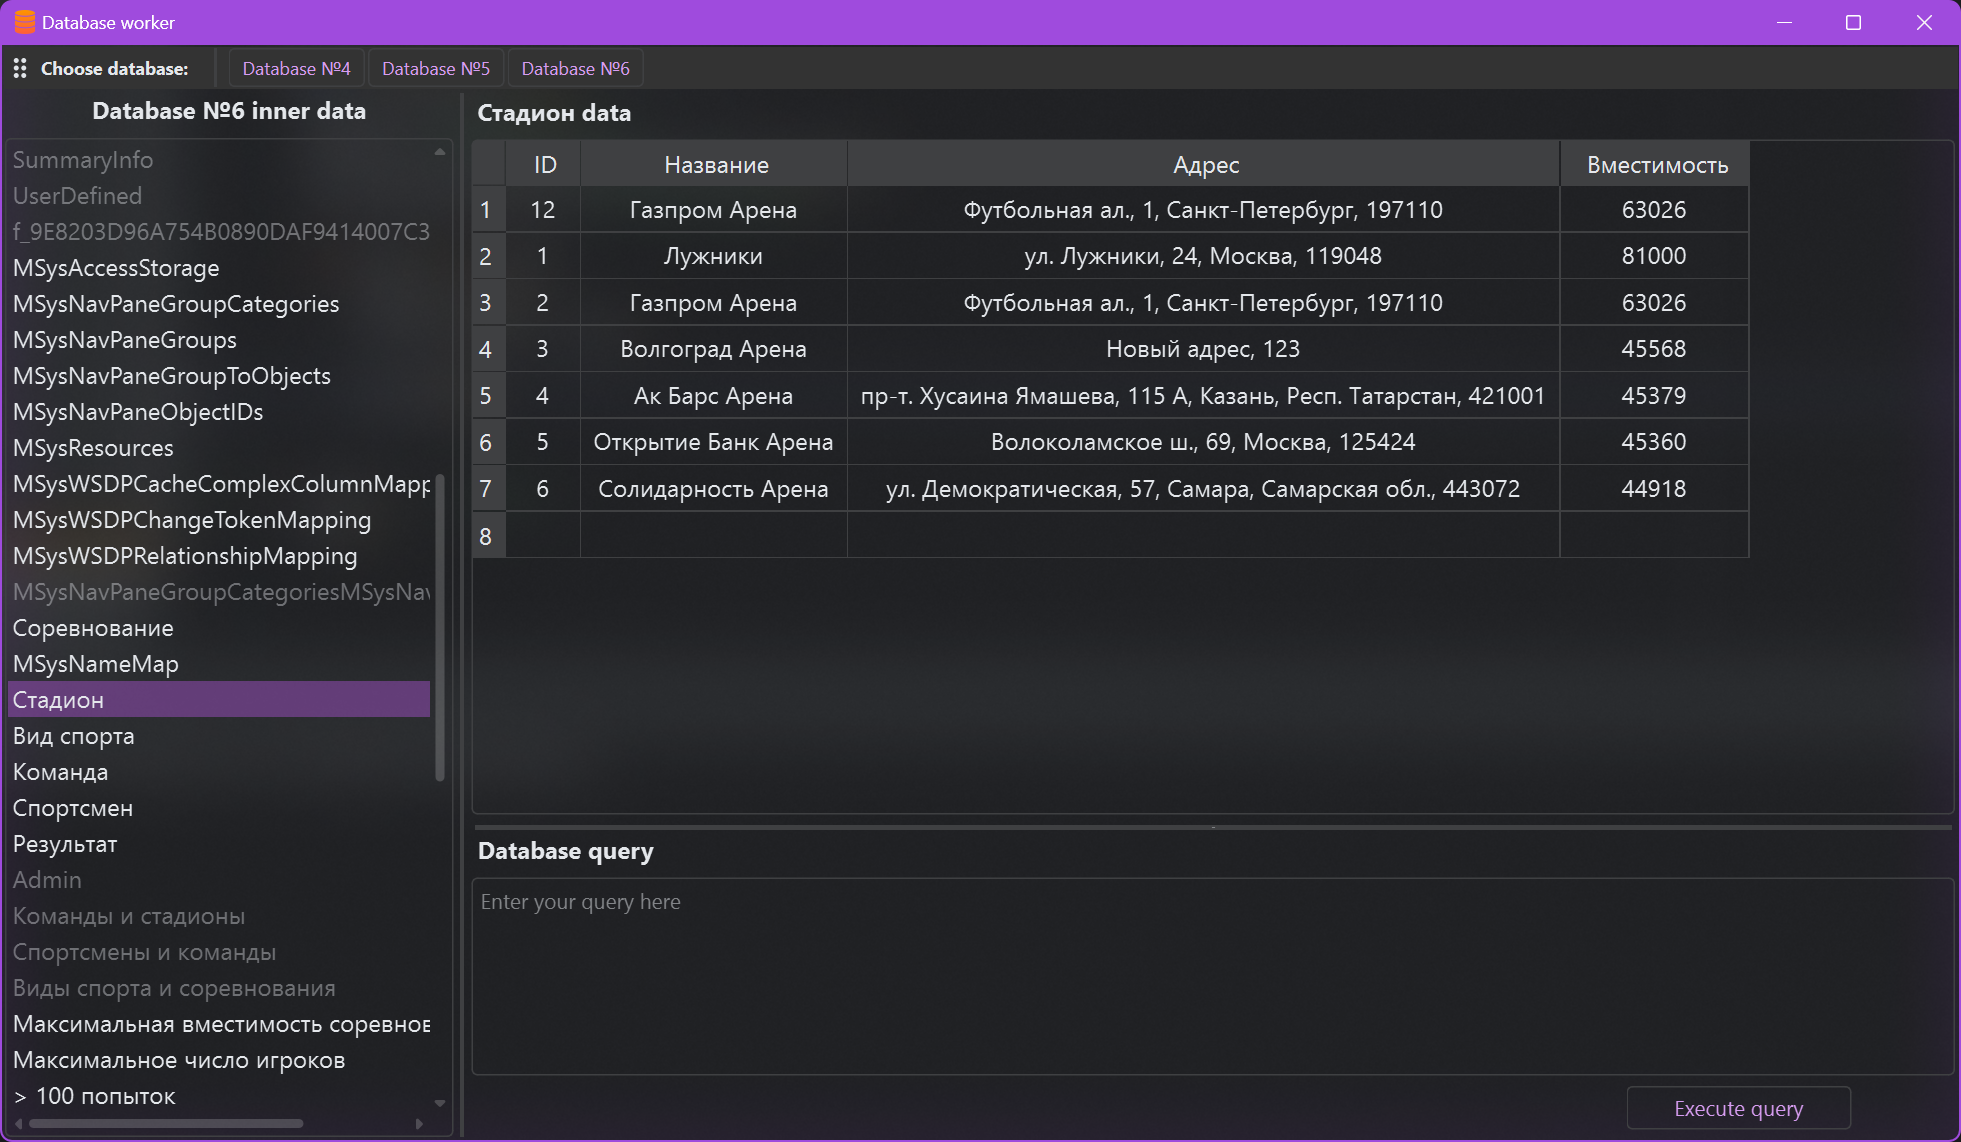 Database worker
Choose database: Database №4 Database №5 Database №6
Database №6 inner data
SummaryInfo
UserDefined
f_9E8203D96A754B0890DAF9414007C3
MSysAccessStorage
MSysNavPaneGroupCategories
MSysNavPaneGroups
MSysNavPaneGroupToObjects
MSysNavPaneObjectIDs
MSysResources
MSysWSDPCacheComplexColumnMapp
MSysWSDPChangeTokenMapping
MSysWSDPRelationshipMapping
MSysNavPaneGroupCategoriesMSysNav
Соревнование
MSysNameMap
Стадион
Вид спорта
Команда
Спортсмен
Результат
Admin
Команды и стадионы
Спортсмены и команды
Виды спорта и соревнования
Максимальная вместимость соревнов
Максимальное число игроков
> 100 попыток
Стадион data
ID Название Адрес Вместимость
1 12 Газпром Арена Футбольная ал., 1, Санкт-Петербург, 197110 63026
2 1 Лужники ул. Лужники, 24, Москва, 119048 81000
3 2 Газпром Арена Футбольная ал., 1, Санкт-Петербург, 197110 63026
4 3 Волгоград Арена Новый адрес, 123 45568
5 4 Ак Барс Арена пр-т. Хусаина Ямашева, 115 А, Казань, Респ. Татарстан, 421001 45379
6 5 Открытие Банк Арена Волоколамское ш., 69, Москва, 125424 45360
7 6 Солидарность Арена ул. Демократическая, 57, Самара, Самарская обл., 443072 44918
8
Database query
Enter your query here
Execute query